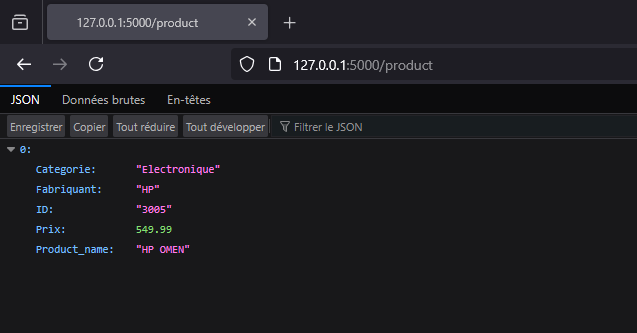 127.0.0.1:5000/product
127.0.0.1:5000/product
JSON Données brutes En-têtes
Enregistrer Copier Tout réduire Tout développer Filtrer le JSON
0:
Categorie: "Electronique"
Fabriquant: "HP"
ID: "3005"
Prix: 549.99
Product_name: "HP OMEN"